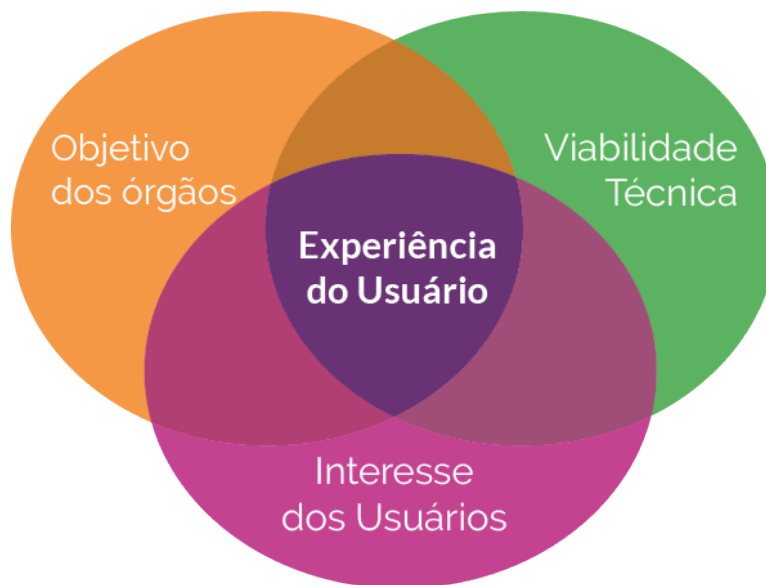 Objetivo
dos órgãos
Viabilidade
Técnica
Experiência
do Usuário
Interesse
dos Usuários